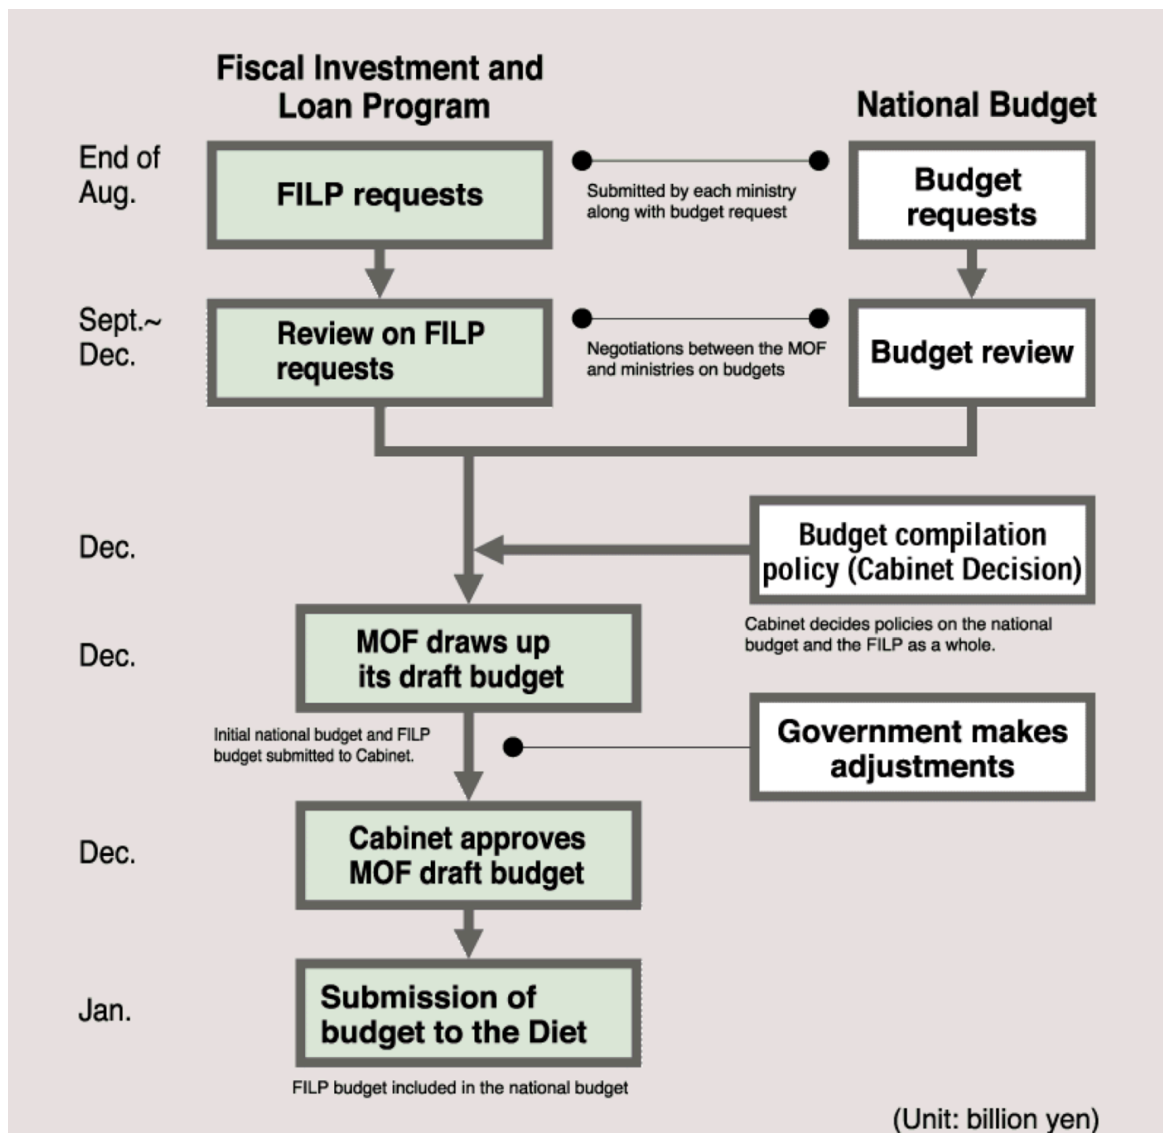 Fiscal Investment and
Loan Program
National Budget
End of
Aug.
FILP requests
Submitted by each ministry
along with budget request
Budget
requests
Sept.~
Dec.
Review on FILP
requests
Negotiations between the MOF
and ministries on budgets
Budget review
Dec.
Budget compilation
policy (Cabinet Decision)
Cabinet decides policies on the national
budget and the FILP as a whole.
Dec.
MOF draws up
its draft budget
Initial national budget and FILP
budget submitted to Cabinet.
Government makes
adjustments
Dec.
Cabinet approves
MOF draft budget
Jan.
Submission of
budget to the Diet
FILP budget included in the national budget
(Unit: billion yen)